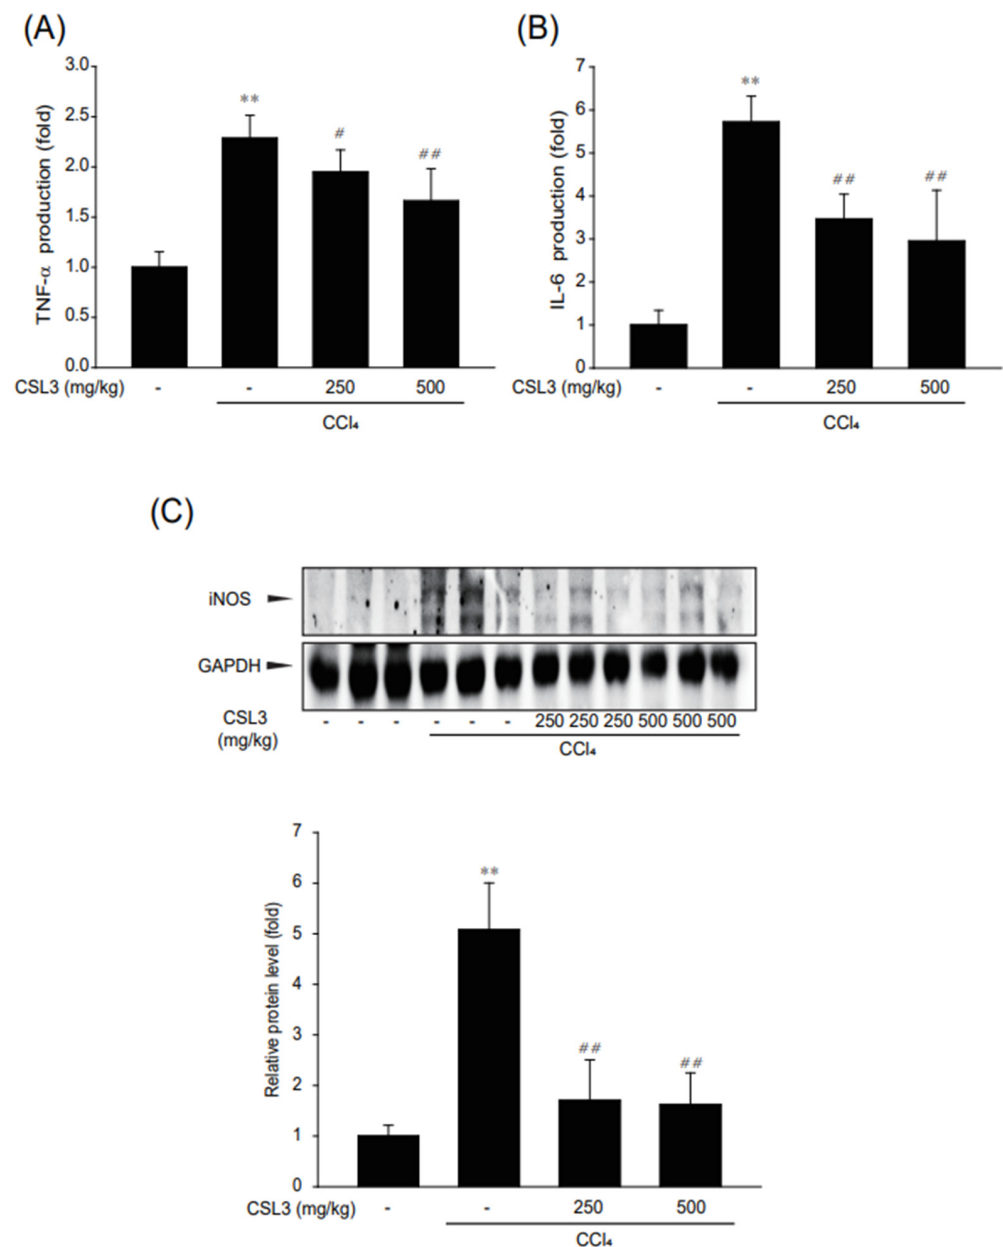 (A)
TNF-α production (fold)
3.0
2.5
2.0
1.5
1.0
0.5
0.0
**
#
##
CSL3 (mg/kg) - - 250 500
CCl₄
(B)
IL-6 production (fold)
7
6
5
4
3
2
1
0
**
##
##
CSL3 (mg/kg) - - 250 500
CCl₄
(C)
iNOS
GAPDH
CSL3 - - - - - - 250 250 250 500 500 500
(mg/kg)
CCl₄
Relative protein level (fold)
7
6
5
4
3
2
1
0
**
##
##
CSL3 (mg/kg) - - 250 500
CCl₄